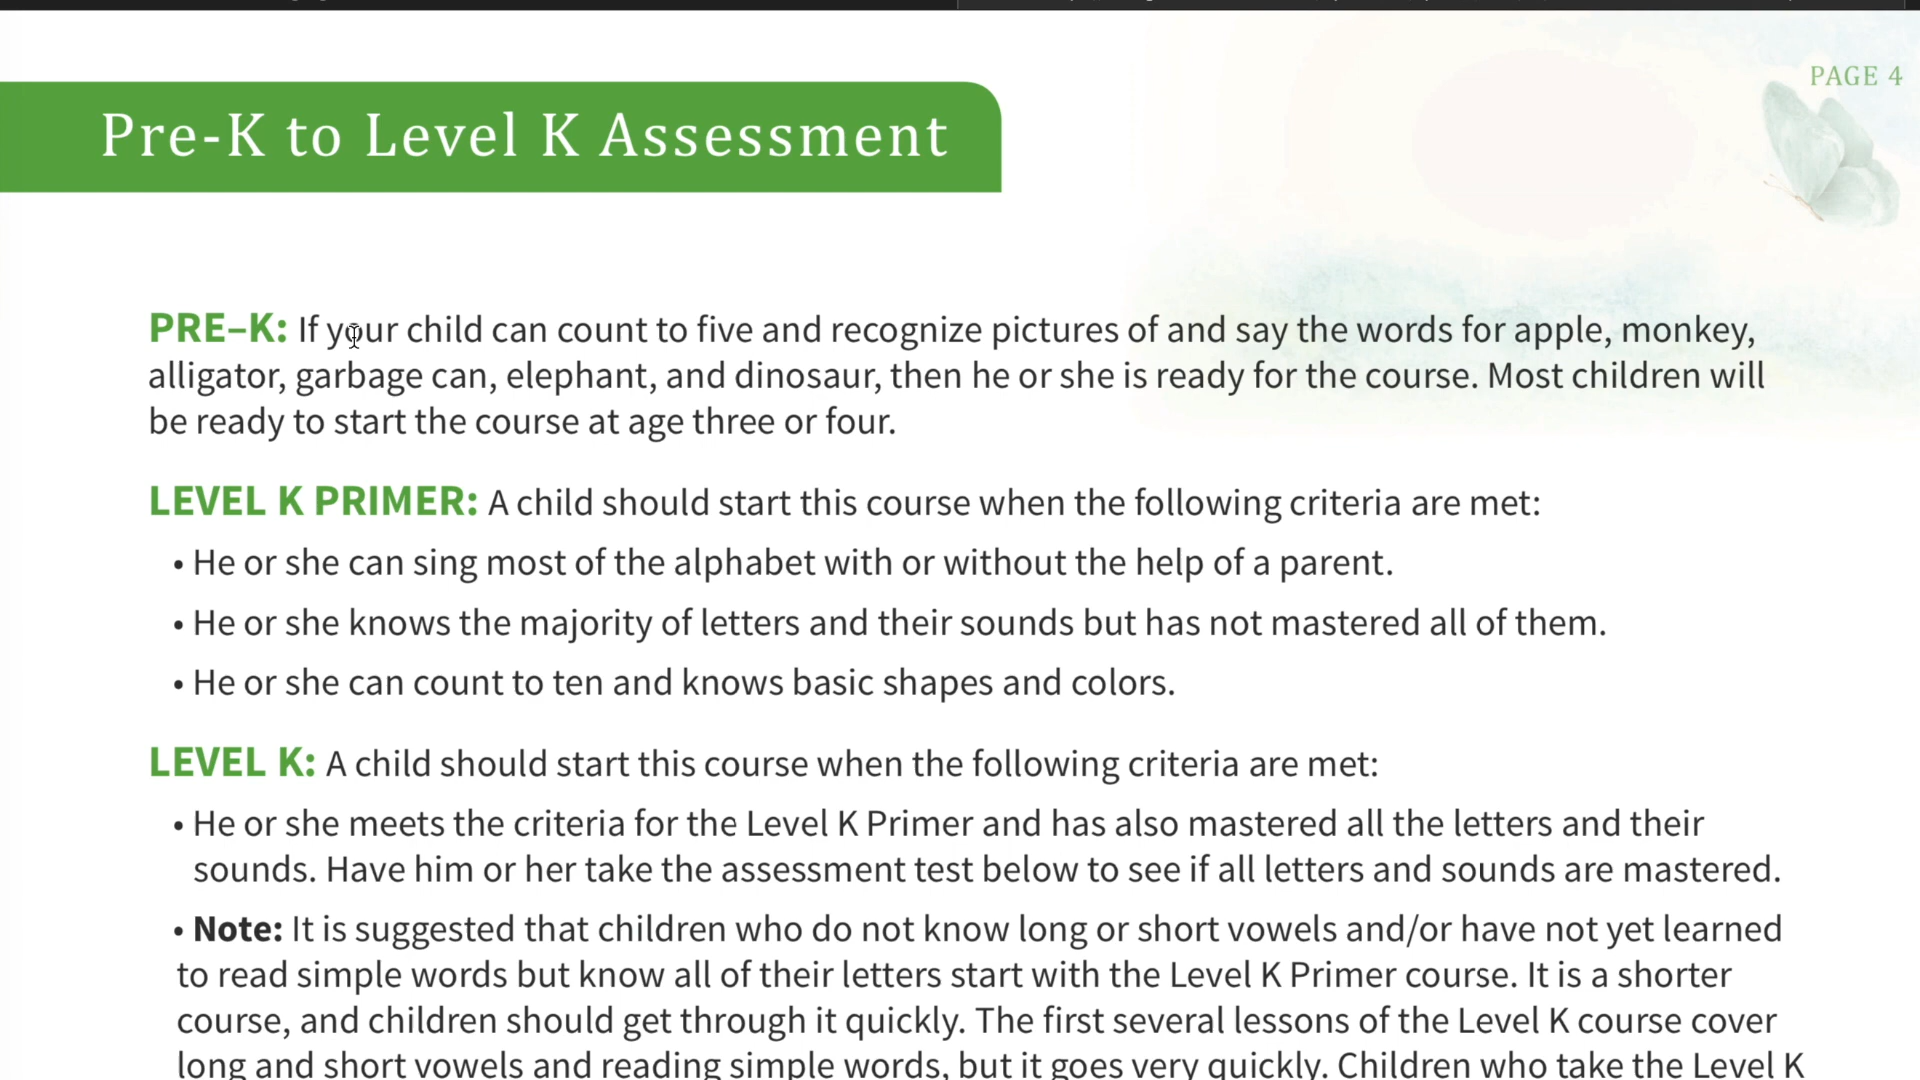 PAGE 4
Pre-K to Level K Assessment
PRE–K: If your child can count to five and recognize pictures of and say the words for apple, monkey,
alligator, garbage can, elephant, and dinosaur, then he or she is ready for the course. Most children will
be ready to start the course at age three or four.
LEVEL K PRIMER: A child should start this course when the following criteria are met:
• He or she can sing most of the alphabet with or without the help of a parent.
• He or she knows the majority of letters and their sounds but has not mastered all of them.
• He or she can count to ten and knows basic shapes and colors.
LEVEL K: A child should start this course when the following criteria are met:
• He or she meets the criteria for the Level K Primer and has also mastered all the letters and their
sounds. Have him or her take the assessment test below to see if all letters and sounds are mastered.
• Note: It is suggested that children who do not know long or short vowels and/or have not yet learned
to read simple words but know all of their letters start with the Level K Primer course. It is a shorter
course, and children should get through it quickly. The first several lessons of the Level K course cover
long and short vowels and reading simple words, but it goes very quickly. Children who take the Level K